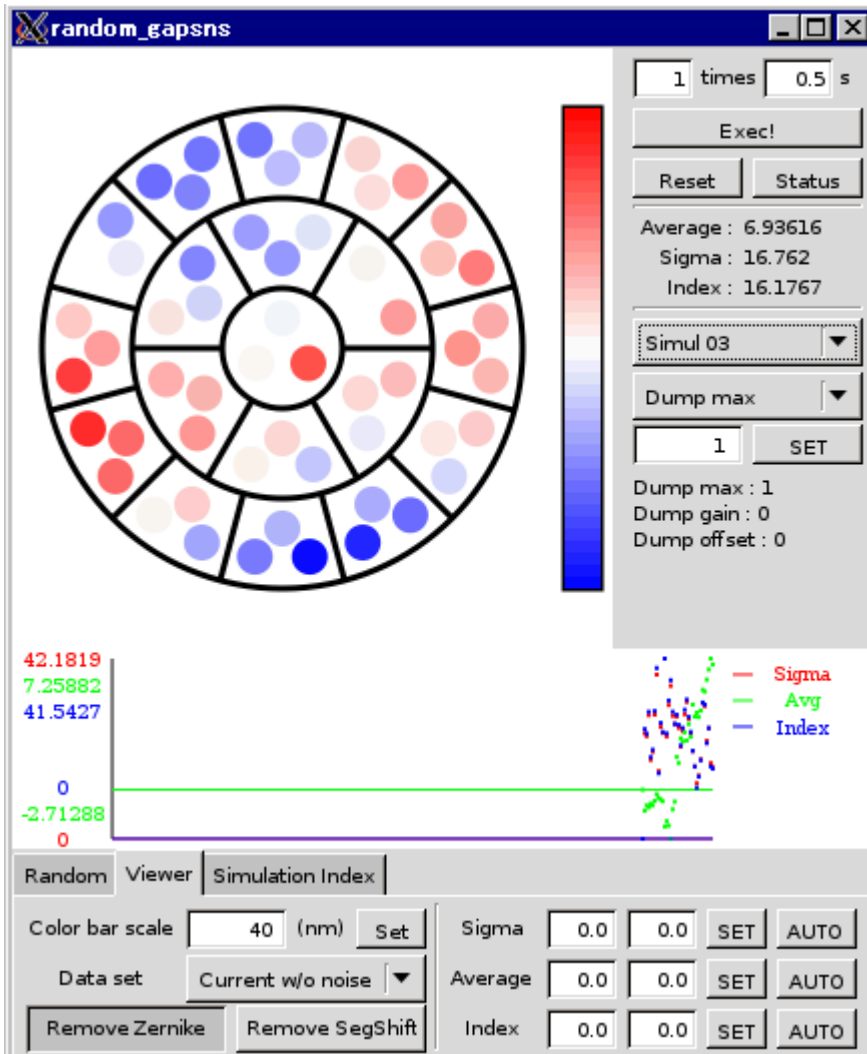 random_gapsns
1 times 0.5 s
Exec!
Reset Status
Average : 6.93616
Sigma : 16.762
Index : 16.1767
Simul 03
Dump max
1 SET
Dump max : 1
Dump gain : 0
Dump offset : 0
42.1819
7.25882
41.5427
0
-2.71288
0
Sigma
Avg
Index
Random Viewer Simulation Index
Color bar scale 40 (nm) Set
Data set Current w/o noise
Remove Zernike Remove SegShift
Sigma 0.0 0.0 SET AUTO
Average 0.0 0.0 SET AUTO
Index 0.0 0.0 SET AUTO